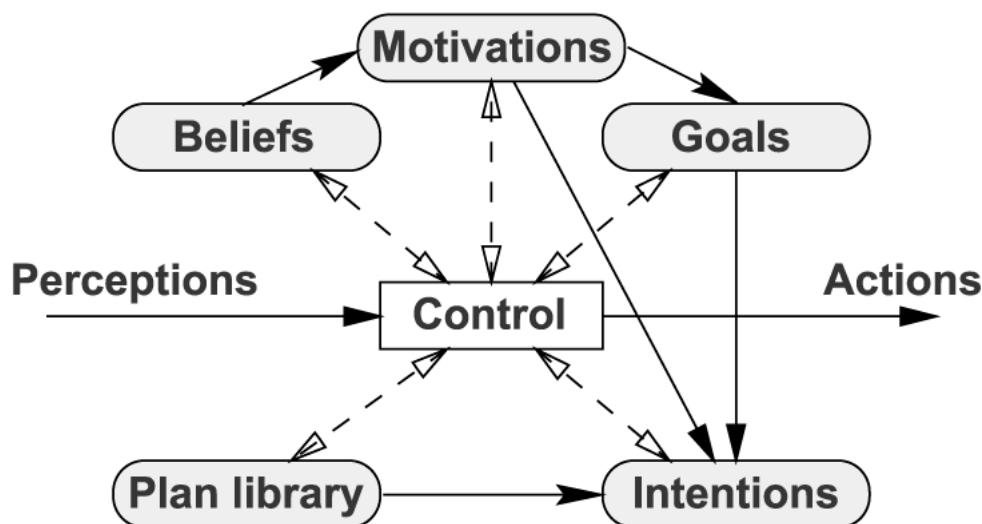 Motivations
Beliefs
Goals
Perceptions
Actions
Control
Plan library
Intentions